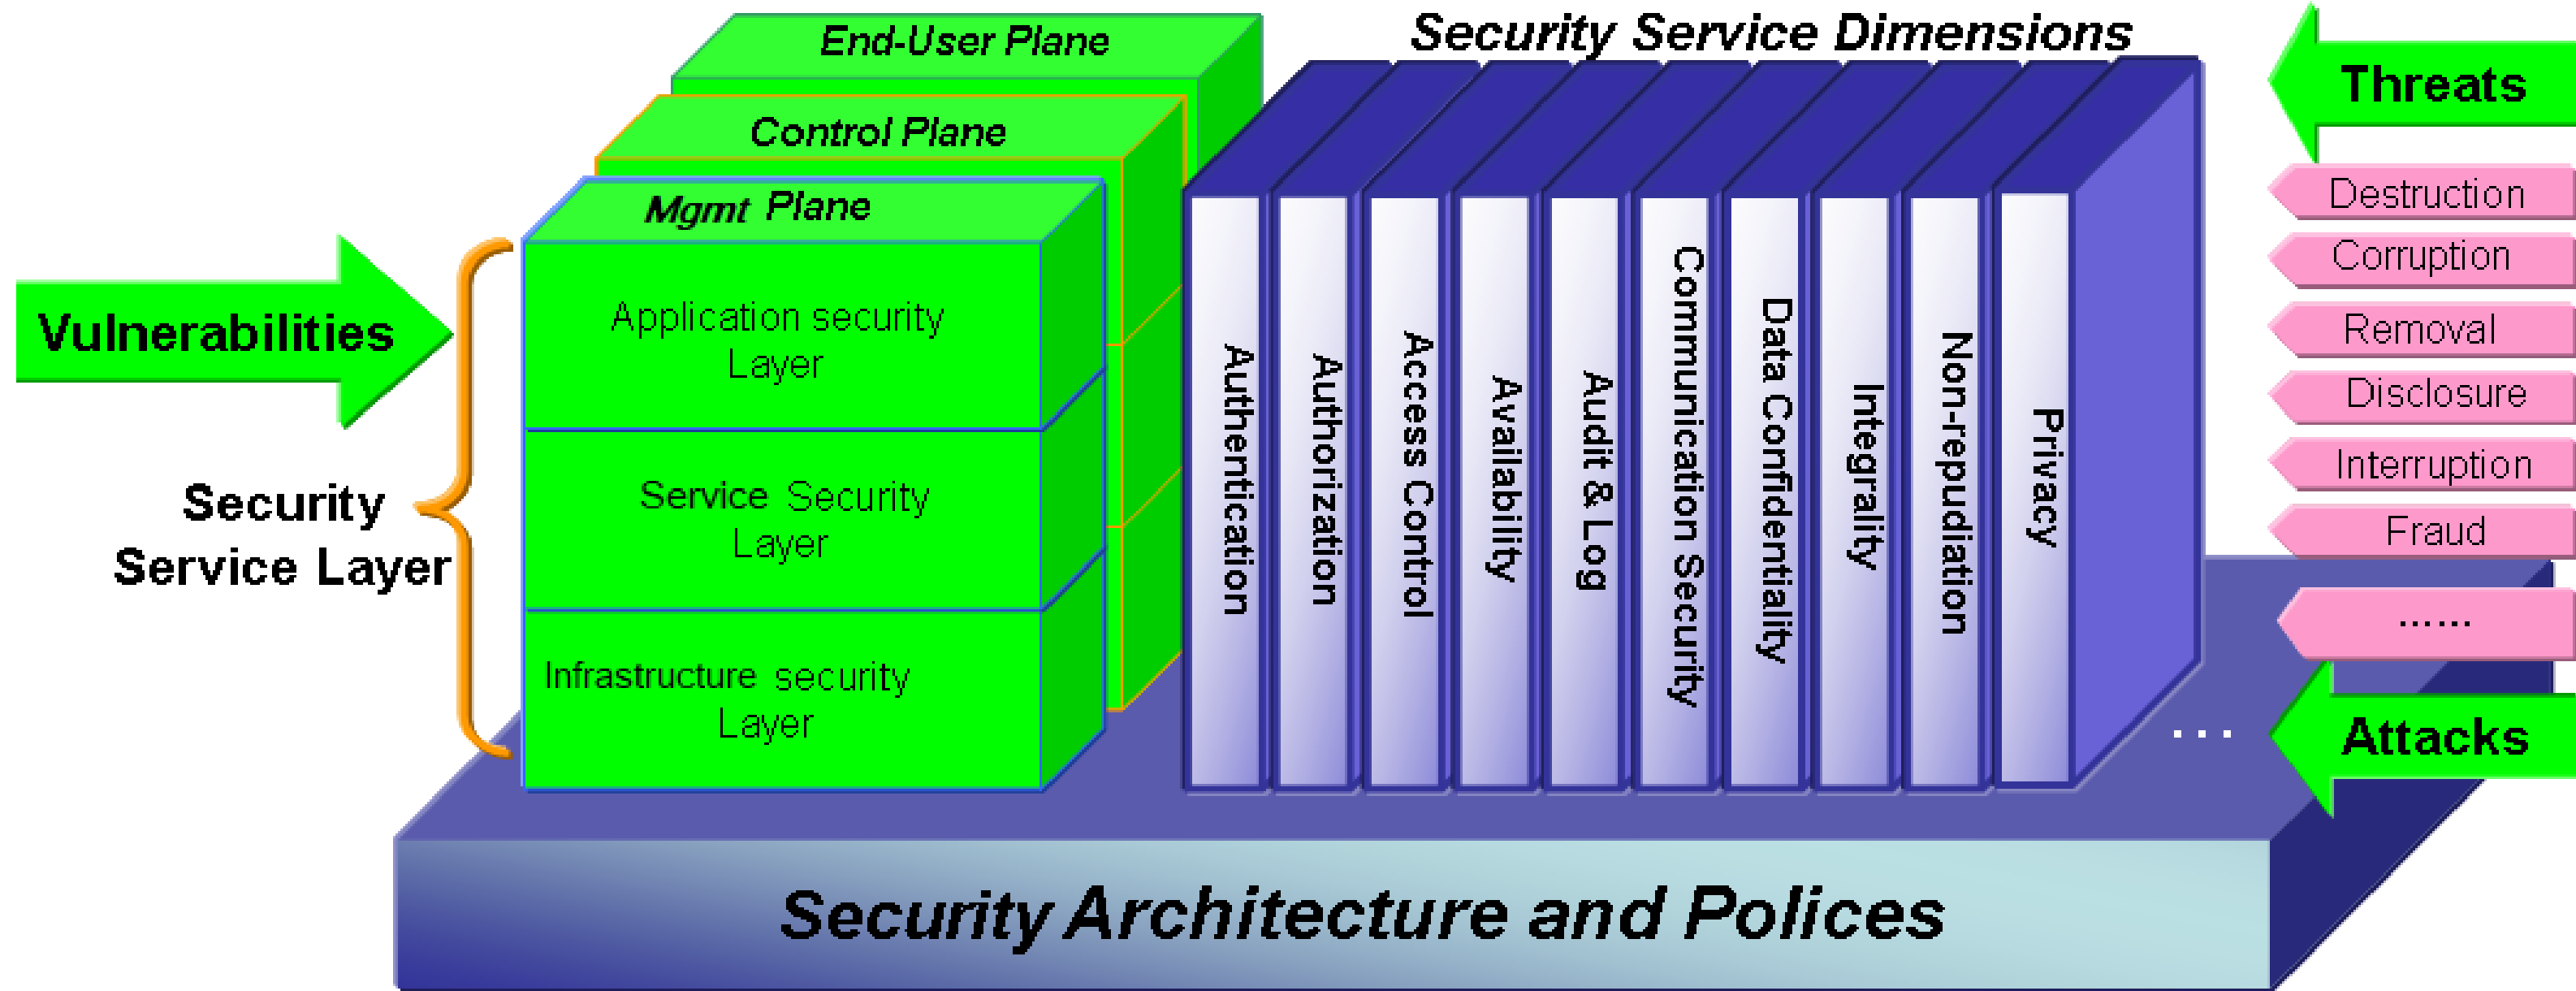 End-User Plane
Control Plane
Mgmt Plane
Security Service Dimensions
Threats
Vulnerabilities
Security
Service Layer
Application security
Layer
Service Security
Layer
Infrastructure security
Layer
Authentication
Authorization
Access Control
Availability
Audit & Log
Communication Security
Data Confidentiality
Integrality
Non-repudiation
Privacy
...
Destruction
Corruption
Removal
Disclosure
Interruption
Fraud
......
Attacks
Security Architecture and Polices